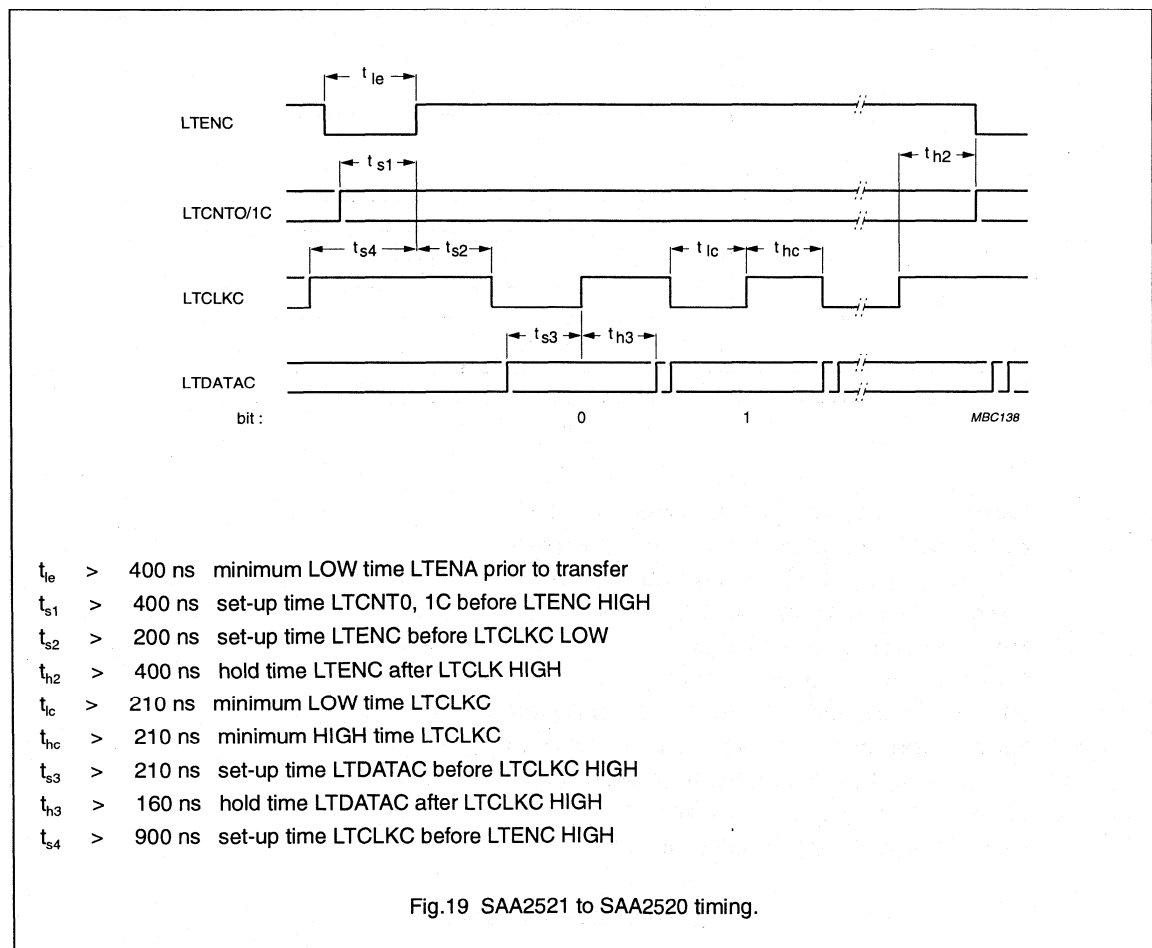 t le
LTENC
t s1
t h2
LTCNTO/1C
t s4
t s2
t lc
t hc
LTCLKC
t s3
t h3
LTDATAC
bit : 0 1 MBC138
t le > 400 ns minimum LOW time LTENA prior to transfer
t s1 > 400 ns set-up time LTCNT0, 1C before LTENC HIGH
t s2 > 200 ns set-up time LTENC before LTCLKC LOW
t h2 > 400 ns hold time LTENC after LTCLK HIGH
t lc > 210 ns minimum LOW time LTCLKC
t hc > 210 ns minimum HIGH time LTCLKC
t s3 > 210 ns set-up time LTDATAC before LTCLKC HIGH
t h3 > 160 ns hold time LTDATAC after LTCLKC HIGH
t s4 > 900 ns set-up time LTCLKC before LTENC HIGH
Fig.19 SAA2521 to SAA2520 timing.